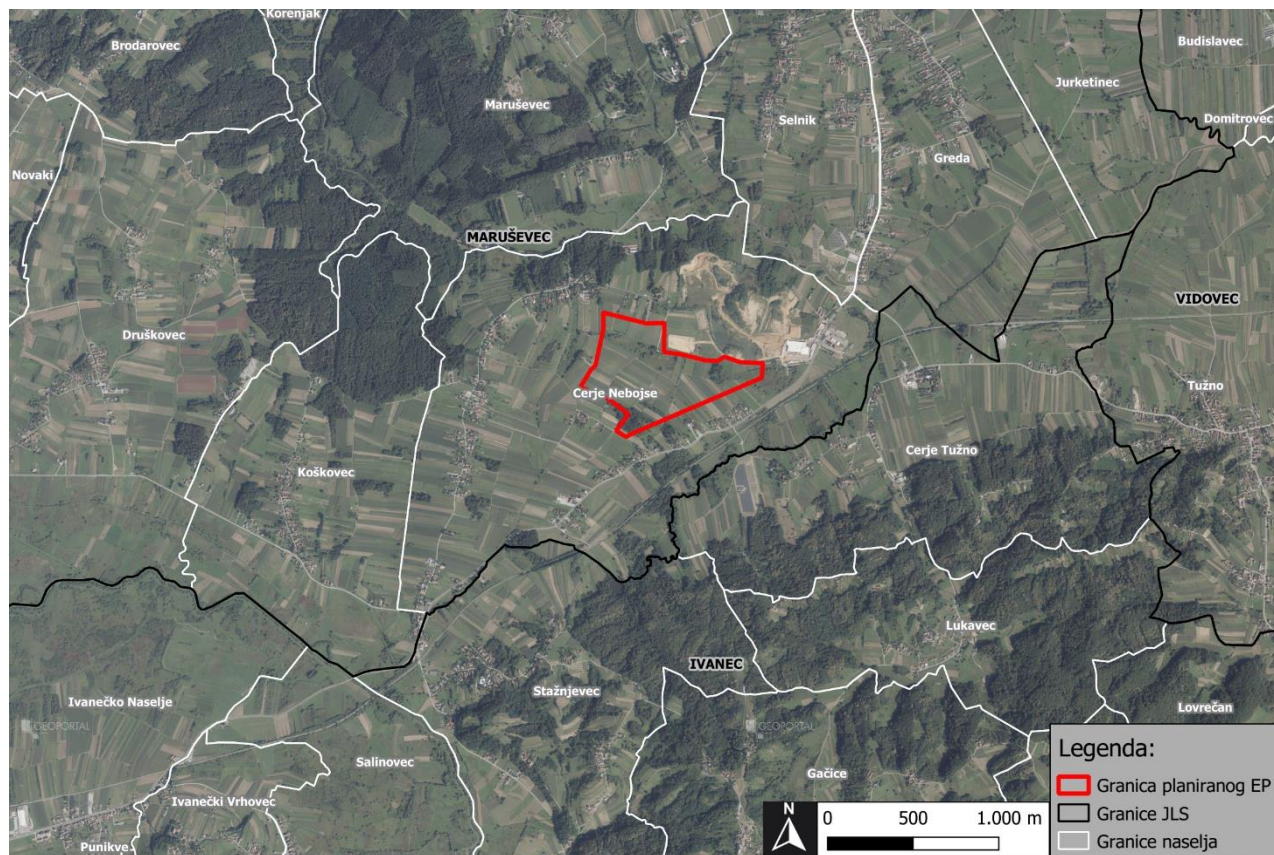 Korenjak
Brodarovec
Budislavec
Jurketinec
Maruševec
Selnik
Domitrovec
Greda
Novaki
MARUŠEVEC
VIDOVEC
Druškovec
Tužno
Cerje Nebojse
Cerje Tužno
Koškovec
Lukavec
IVANEC
Stažnjevec
Ivanečko Naselje
Lovrečan
GEOPORTAL
GEOPORTAL
Salinovec
Gačice
Ivanečki Vrhovec
Punikve
Legenda:
Granica planiranog EP
Granice JLS
Granice naselja
N
0 500 1.000 m